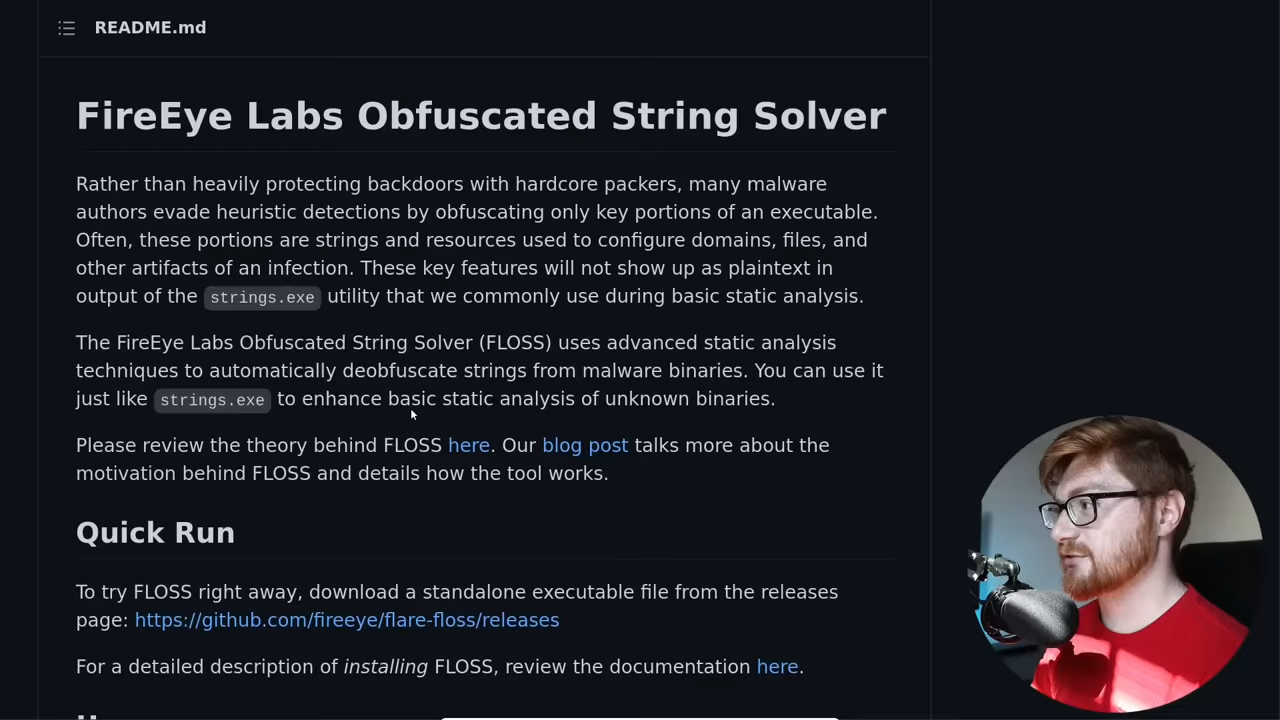 README.md
FireEye Labs Obfuscated String Solver
Rather than heavily protecting backdoors with hardcore packers, many malware
authors evade heuristic detections by obfuscating only key portions of an executable.
Often, these portions are strings and resources used to configure domains, files, and
other artifacts of an infection. These key features will not show up as plaintext in
output of the strings.exe utility that we commonly use during basic static analysis.
The FireEye Labs Obfuscated String Solver (FLOSS) uses advanced static analysis
techniques to automatically deobfuscate strings from malware binaries. You can use it
just like strings.exe to enhance basic static analysis of unknown binaries.
Please review the theory behind FLOSS here. Our blog post talks more about the
motivation behind FLOSS and details how the tool works.
Quick Run
To try FLOSS right away, download a standalone executable file from the releases
page: https://github.com/fireeye/flare-floss/releases
For a detailed description of installing FLOSS, review the documentation here.